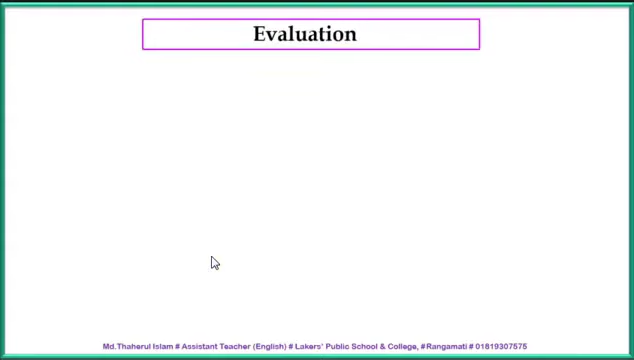 Evaluation
Md.Thaherul Islam # Assistant Teacher (English) # Lakers' Public School & College, #Rangamati # 01819307575